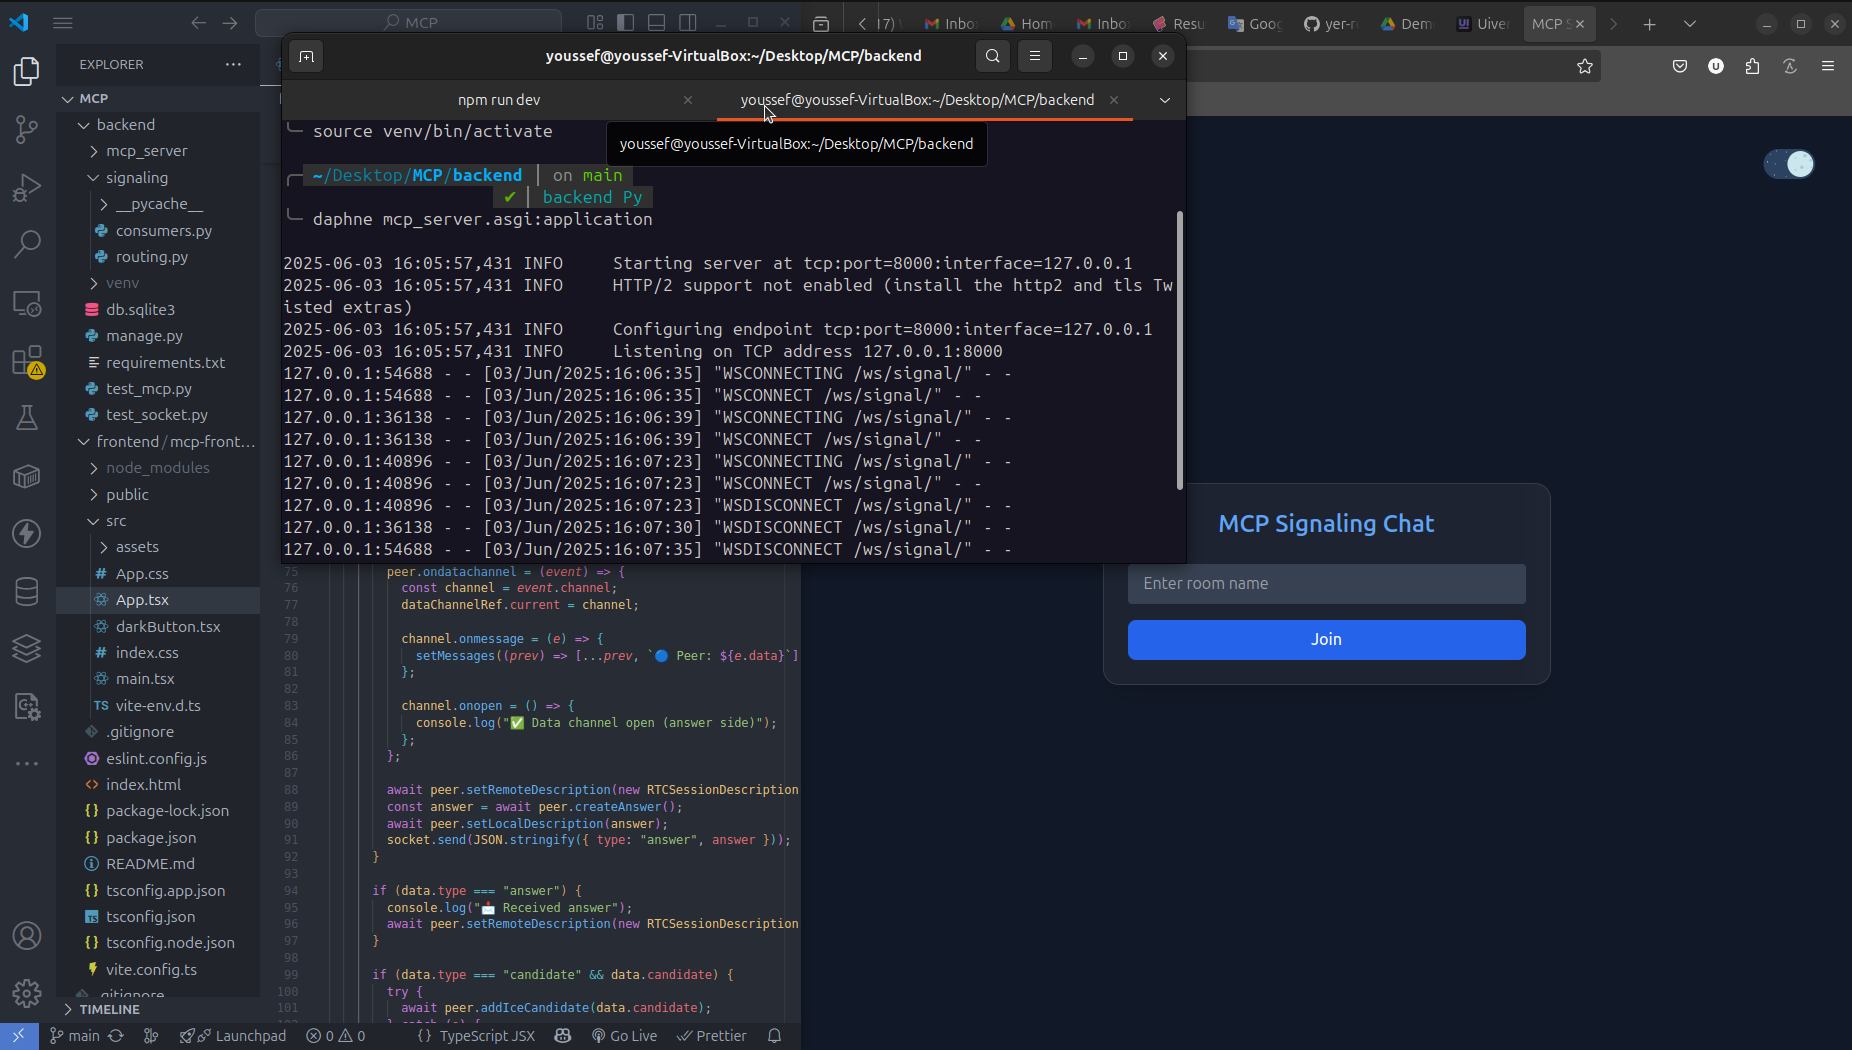 MCP
17)
Inbo
Hom
Inbo
Resu
Goog
yer-r
Dem
UI Uiver
MCP S
EXPLORER
MCP
backend
mcp_server
signaling
__pycache__
consumers.py
routing.py
venv
db.sqlite3
manage.py
requirements.txt
test_mcp.py
test_socket.py
frontend/mcp-front...
node_modules
public
src
assets
App.css
App.tsx
darkButton.tsx
index.css
main.tsx
TS vite-env.d.ts
.gitignore
eslint.config.js
index.html
package-lock.json
package.json
README.md
tsconfig.app.json
tsconfig.json
tsconfig.node.json
vite.config.ts
.gitignore
TIMELINE
youssef@youssef-VirtualBox:~/Desktop/MCP/backend
npm run dev
youssef@youssef-VirtualBox:~/Desktop/MCP/backend
source venv/bin/activate
youssef@youssef-VirtualBox:~/Desktop/MCP/backend
~/Desktop/MCP/backend | on main
✔ | backend Py
daphne mcp_server.asgi:application
2025-06-03 16:05:57,431 INFO Starting server at tcp:port=8000:interface=127.0.0.1
2025-06-03 16:05:57,431 INFO HTTP/2 support not enabled (install the http2 and tls Tw
isted extras)
2025-06-03 16:05:57,431 INFO Configuring endpoint tcp:port=8000:interface=127.0.0.1
2025-06-03 16:05:57,431 INFO Listening on TCP address 127.0.0.1:8000
127.0.0.1:54688 - - [03/Jun/2025:16:06:35] "WSCONNECTING /ws/signal/" - -
127.0.0.1:54688 - - [03/Jun/2025:16:06:35] "WSCONNECT /ws/signal/" - -
127.0.0.1:36138 - - [03/Jun/2025:16:06:39] "WSCONNECTING /ws/signal/" - -
127.0.0.1:36138 - - [03/Jun/2025:16:06:39] "WSCONNECT /ws/signal/" - -
127.0.0.1:40896 - - [03/Jun/2025:16:07:23] "WSCONNECTING /ws/signal/" - -
127.0.0.1:40896 - - [03/Jun/2025:16:07:23] "WSCONNECT /ws/signal/" - -
127.0.0.1:40896 - - [03/Jun/2025:16:07:23] "WSDISCONNECT /ws/signal/" - -
127.0.0.1:36138 - - [03/Jun/2025:16:07:30] "WSDISCONNECT /ws/signal/" - -
127.0.0.1:54688 - - [03/Jun/2025:16:07:35] "WSDISCONNECT /ws/signal/" - -
75 peer.ondatachannel = (event) => {
76 const channel = event.channel;
77 dataChannelRef.current = channel;
78
79 channel.onmessage = (e) => {
80 setMessages((prev) => [...prev, `🔵 Peer: ${e.data}`]
81 };
82
83 channel.onopen = () => {
84 console.log("✅ Data channel open (answer side)");
85 };
86 };
87
88 await peer.setRemoteDescription(new RTCSessionDescription
89 const answer = await peer.createAnswer();
90 await peer.setLocalDescription(answer);
91 socket.send(JSON.stringify({ type: "answer", answer }));
92 }
93
94 if (data.type === "answer") {
95 console.log("📩 Received answer");
96 await peer.setRemoteDescription(new RTCSessionDescription
97 }
98
99 if (data.type === "candidate" && data.candidate) {
100 try {
101 await peer.addIceCandidate(data.candidate);
MCP Signaling Chat
Enter room name
Join
main
Launchpad
0
0
{ } TypeScript JSX
Go Live
Prettier